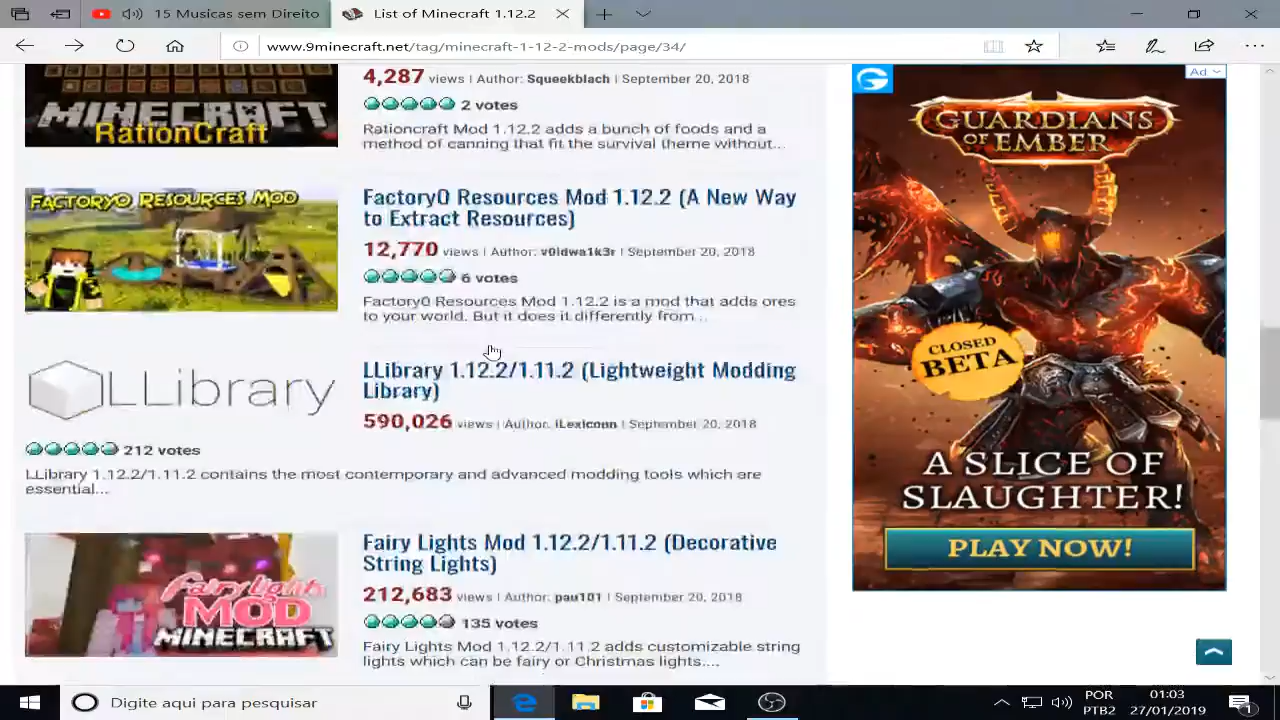 15 Musicas sem Direito
List of Minecraft 1.12.2
www.9minecraft.net/tag/minecraft-1-12-2-mods/page/34/
MINECRAFT
RationCraft
4,287 views | Author: Squeekblach | September 20, 2018
2 votes
Rationcraft Mod 1.12.2 adds a bunch of foods and a
method of canning that fit the survival theme without...
FACTORY0 RESOURCES MOD
Factory0 Resources Mod 1.12.2 (A New Way
to Extract Resources)
12,770 views | Author: v0idwa1k3r | September 20, 2018
6 votes
Factory0 Resources Mod 1.12.2 is a mod that adds ores
to your world. But it does it differently from ...
LLibrary
LLibrary 1.12.2/1.11.2 (Lightweight Modding
Library)
590,026 views | Author: iLexiconn | September 20, 2018
212 votes
LLibrary 1.12.2/1.11.2 contains the most contemporary and advanced modding tools which are
essential...
Fairy Lights
MOD
MINECRAFT
Fairy Lights Mod 1.12.2/1.11.2 (Decorative
String Lights)
212,683 views | Author: pau101 | September 20, 2018
135 votes
Fairy Lights Mod 1.12.2/1.11.2 adds customizable string
lights which can be fairy or Christmas lights....
Ad
GUARDIANS
OF EMBER
CLOSED
BETA
A SLICE OF
SLAUGHTER!
PLAY NOW!
Digite aqui para pesquisar
POR
PTB2
01:03
27/01/2019
1